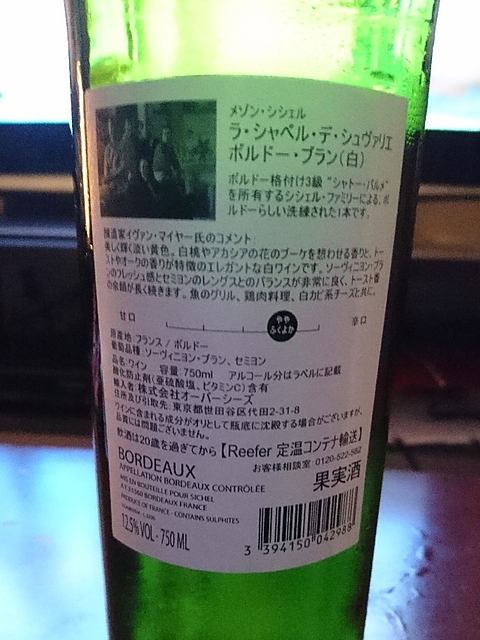 メゾン・シシェル
ラ・シャペル・デ・シュヴァリエ
ボルドー・ブラン(白)
ボルドー格付け3級 "シャトー・パルメ"
を所有するシシェル・ファミリーによる、ボ
ルドーらしい洗練された1本です。
醸造家イヴァン・マイヤー氏のコメント:
美しく輝く淡い黄色。白桃やアカシアの花のブーケを想わせる香りと、トー
ストやオークの香りが特徴のエレガントな白ワインです。ソーヴィニヨン・ブラ
ンのフレッシュ感とセミヨンのレングスとのバランスが非常に良く、トースト香
の余韻が長く続きます。魚のグリル、鶏肉料理、白カビ系チーズと共に。
甘口 やや ふくよか 辛口
原産地:フランス / ボルドー
葡萄品種:ソーヴィニヨン・ブラン、セミヨン
品名:ワイン 容量:750ml アルコール分はラベルに記載
酸化防止剤(亜硫酸塩、ビタミンC)含有
輸入者:株式会社オーバーシーズ
住所及び引取先:東京都世田谷区代田2-31-8
ワインに含まれる成分がオリとして瓶底に沈殿する場合がございますが、
品質には問題ございません。
飲酒は20歳を過ぎてから【Reefer 定温コンテナ輸送】
お客様相談室:0120-522-582
BORDEAUX
APPELLATION BORDEAUX CONTRÔLÉE
MIS EN BOUTEILLE POUR SICHEL
A F.33360 BORDEAUX FRANCE
PRODUCE OF FRANCE - CONTAINS SULPHITES
果実酒
12.5% VOL - 750 ML
3 394150 042988